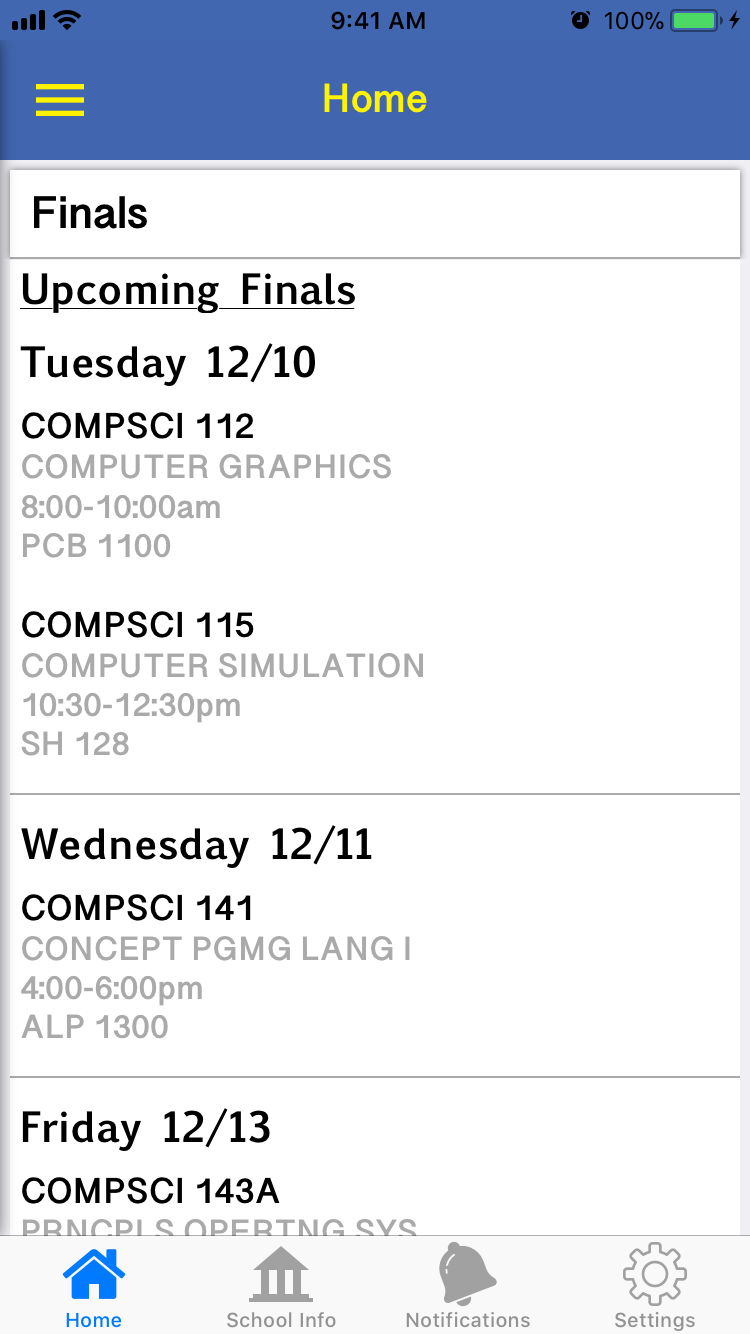 9:41 AM
100%
Home
Finals
Upcoming Finals
Tuesday 12/10
COMPSCI 112
COMPUTER GRAPHICS
8:00-10:00am
PCB 1100
COMPSCI 115
COMPUTER SIMULATION
10:30-12:30pm
SH 128
Wednesday 12/11
COMPSCI 141
CONCEPT PGMG LANG I
4:00-6:00pm
ALP 1300
Friday 12/13
COMPSCI 143A
PRNCPLS OPERTNG SYS
Home
School Info
Notifications
Settings